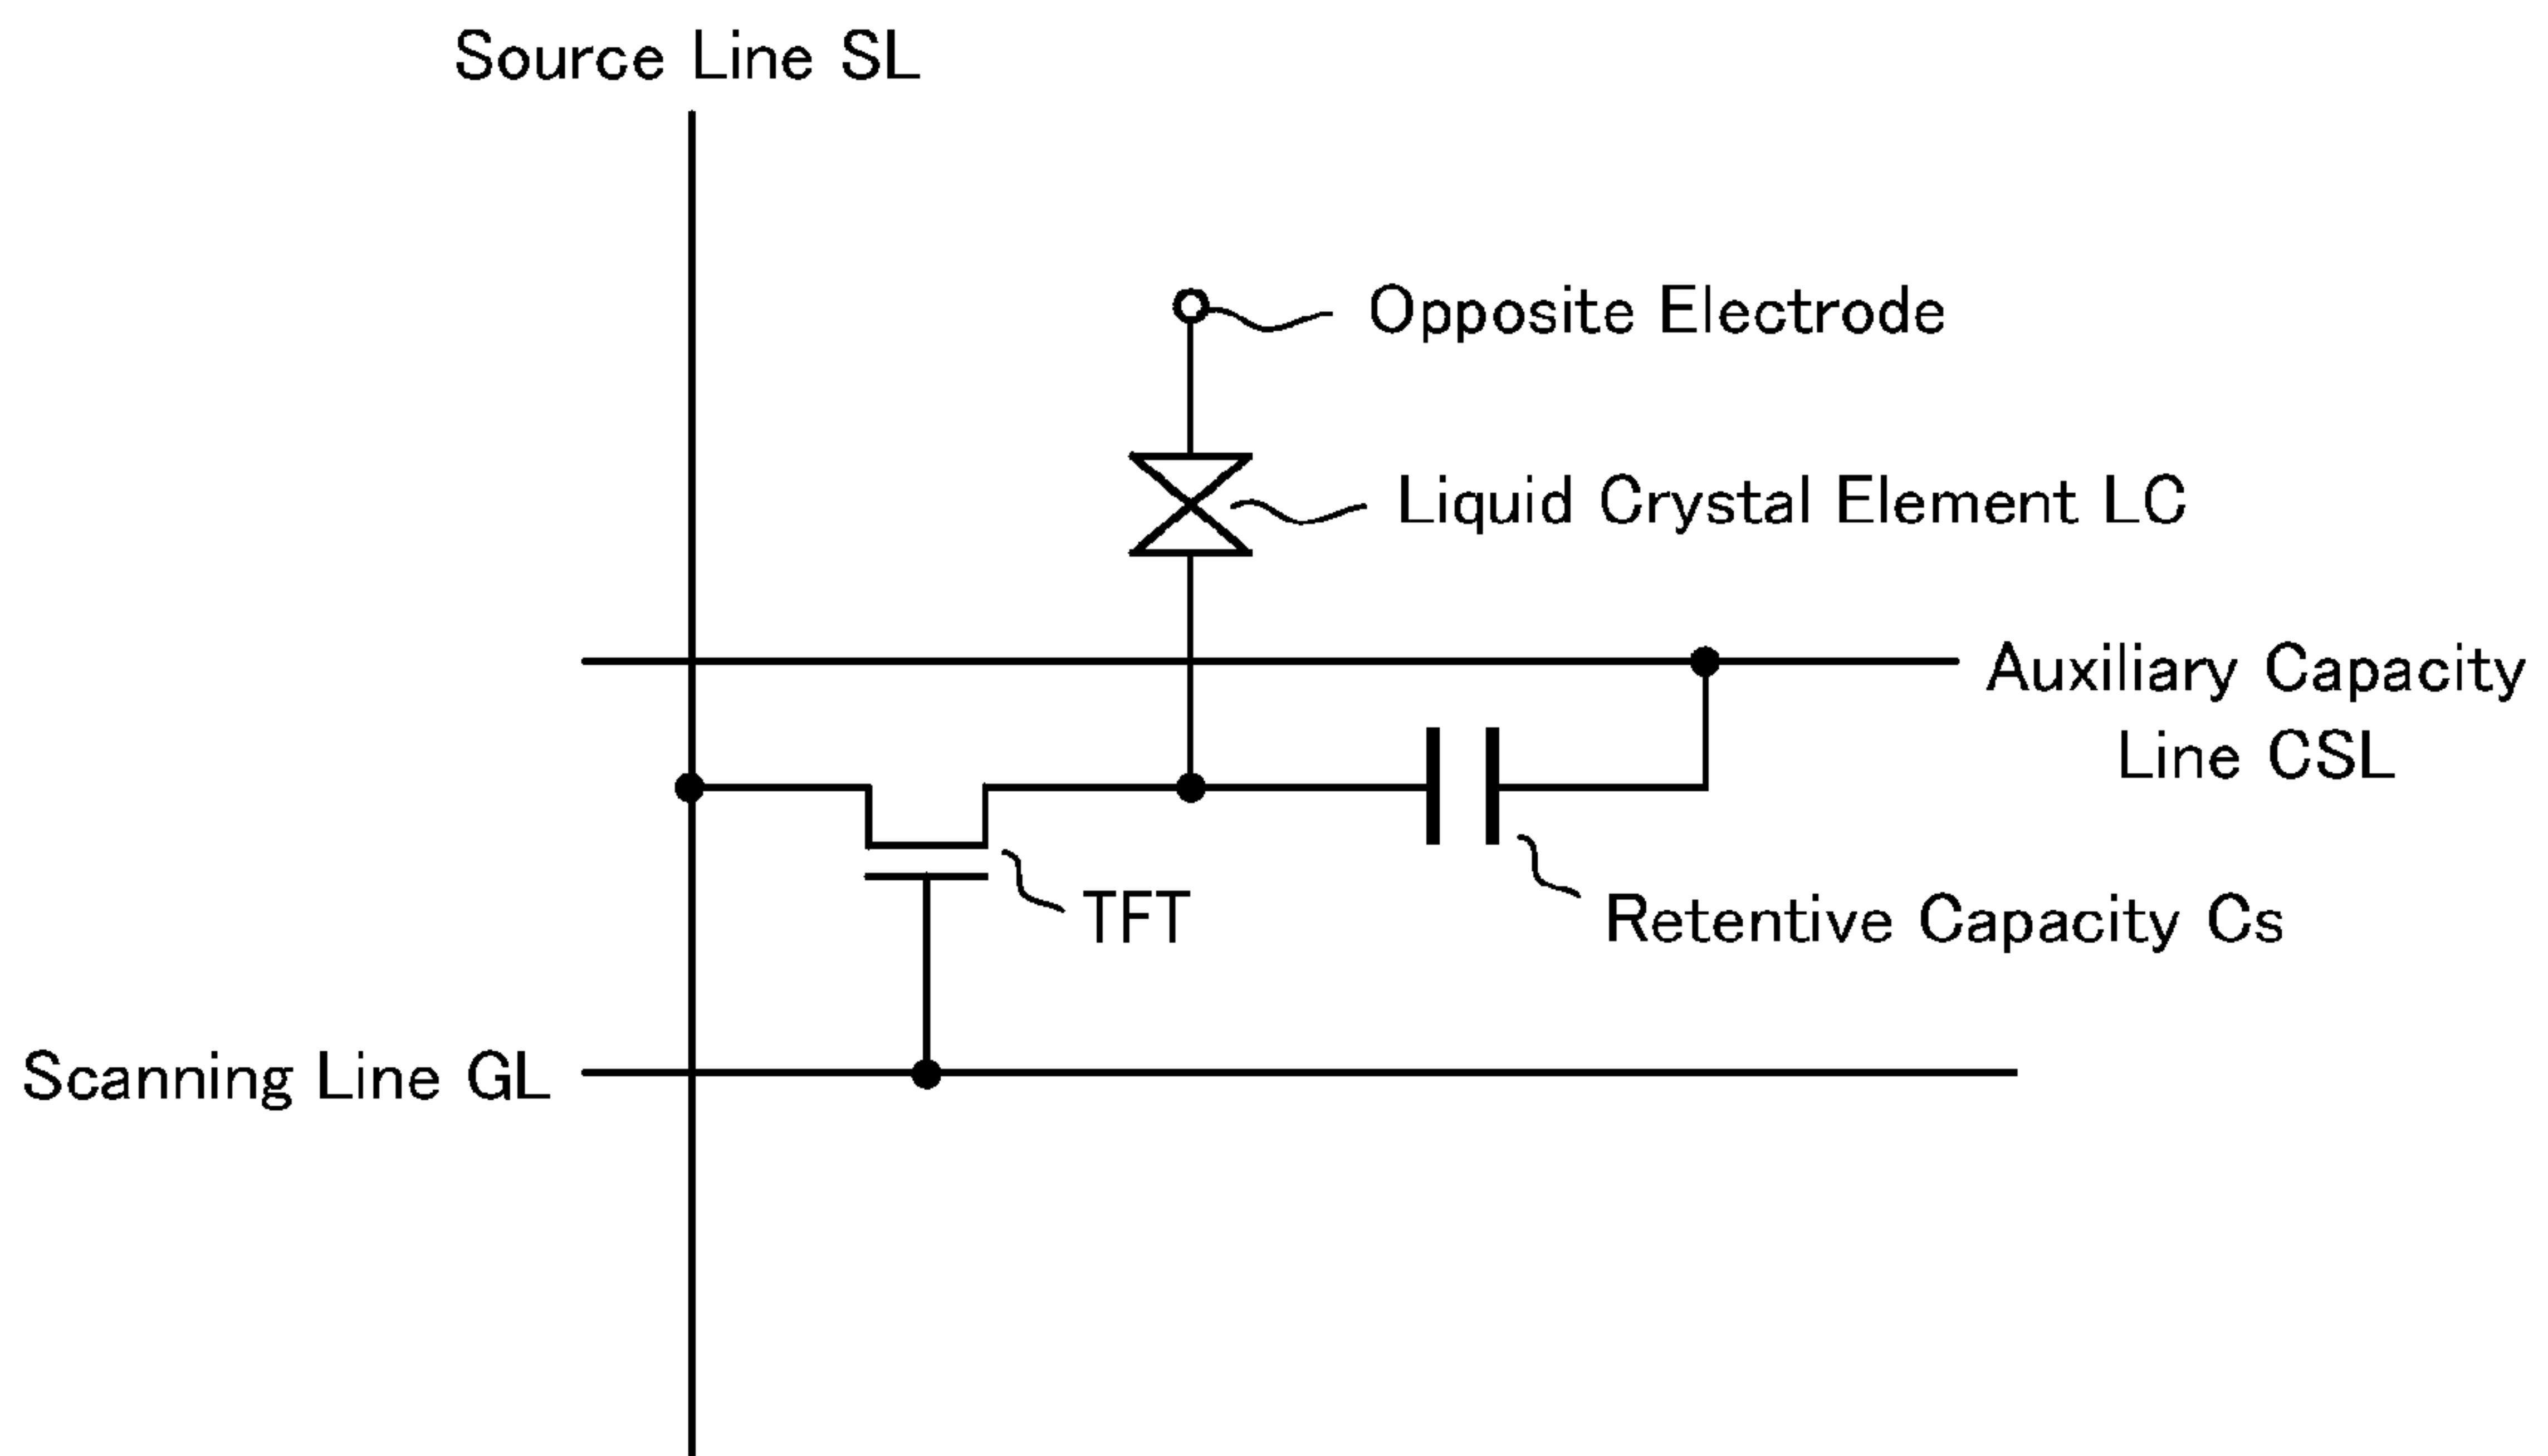 Source Line SL
Opposite Electrode
Liquid Crystal Element LC
Auxiliary Capacity
Line CSL
TFT
Retentive Capacity Cs
Scanning Line GL